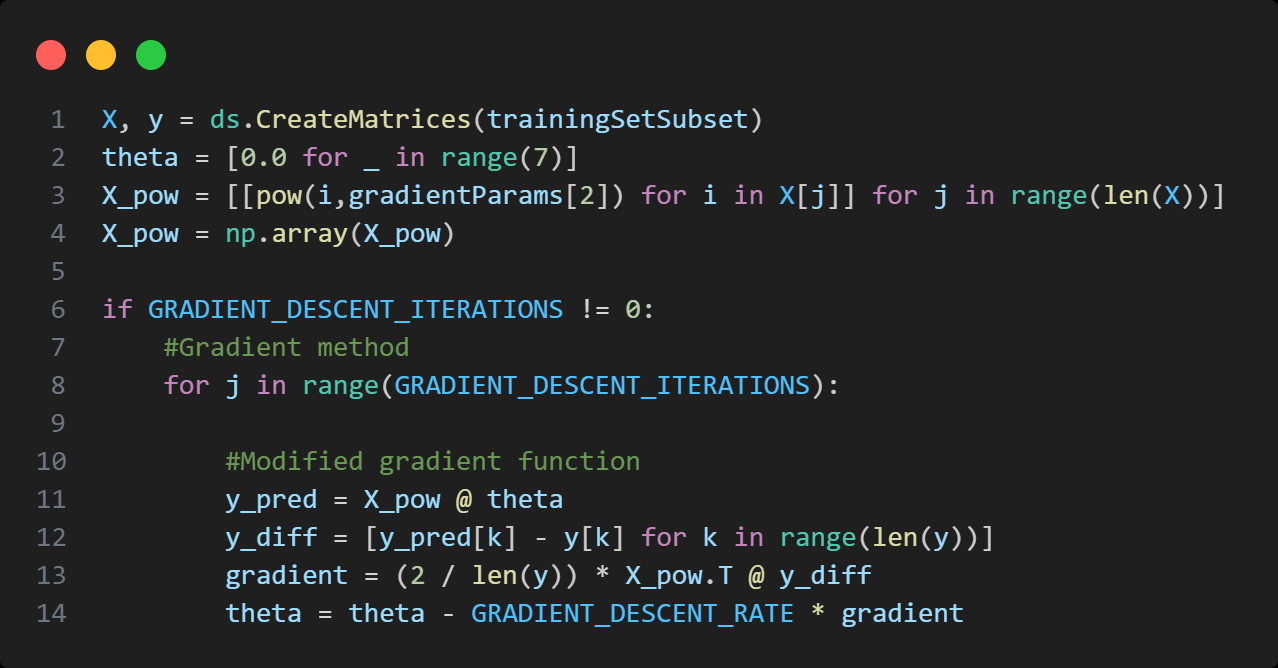 1 X, y = ds.CreateMatrices(trainingSetSubset)
2 theta = [0.0 for _ in range(7)]
3 X_pow = [[pow(i,gradientParams[2]) for i in X[j]] for j in range(len(X))]
4 X_pow = np.array(X_pow)
5
6 if GRADIENT_DESCENT_ITERATIONS != 0:
7     #Gradient method
8     for j in range(GRADIENT_DESCENT_ITERATIONS):
9
10         #Modified gradient function
11         y_pred = X_pow @ theta
12         y_diff = [y_pred[k] - y[k] for k in range(len(y))]
13         gradient = (2 / len(y)) * X_pow.T @ y_diff
14         theta = theta - GRADIENT_DESCENT_RATE * gradient